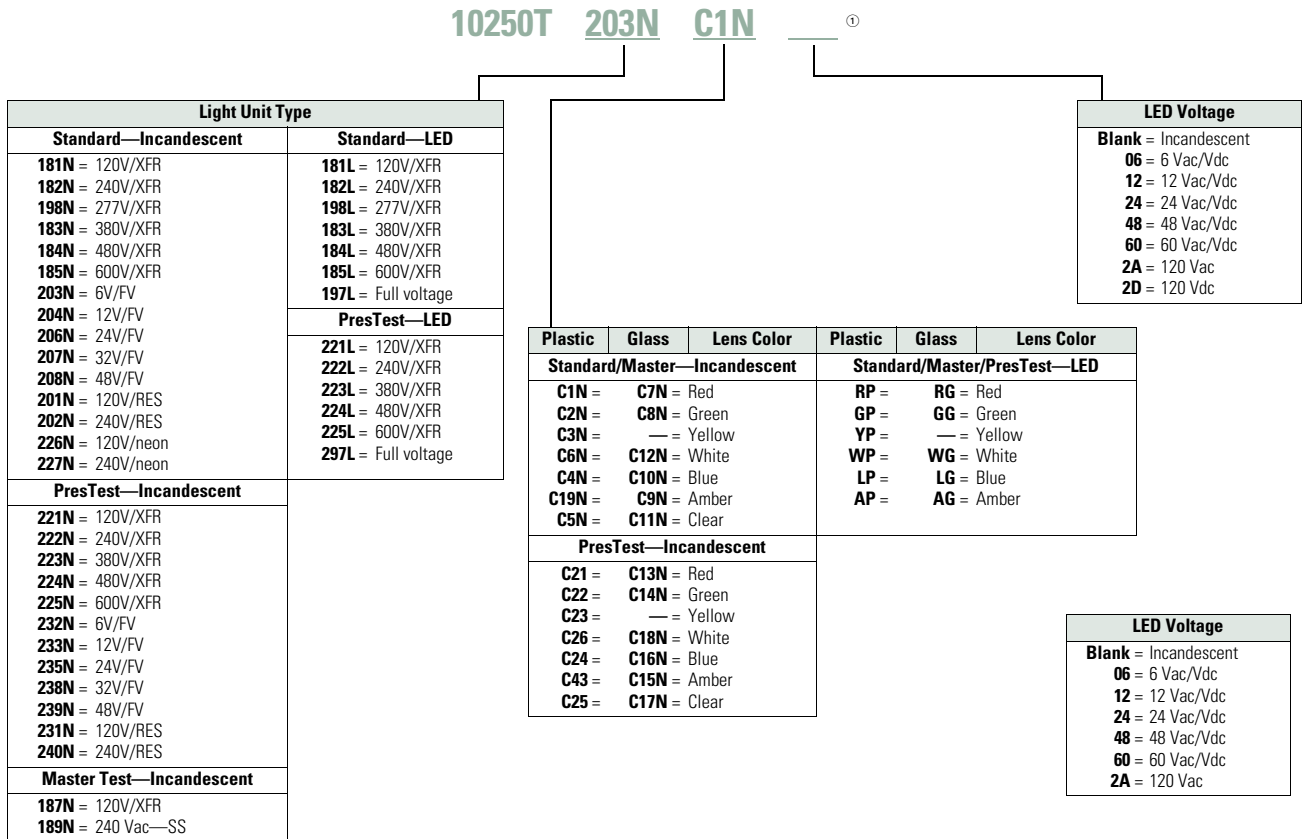 10250T 203N C1N ___ ①
Light Unit Type
Standard—Incandescent
181N = 120V/XFR
182N = 240V/XFR
198N = 277V/XFR
183N = 380V/XFR
184N = 480V/XFR
185N = 600V/XFR
203N = 6V/FV
204N = 12V/FV
206N = 24V/FV
207N = 32V/FV
208N = 48V/FV
201N = 120V/RES
202N = 240V/RES
226N = 120V/neon
227N = 240V/neon
PresTest—Incandescent
221N = 120V/XFR
222N = 240V/XFR
223N = 380V/XFR
224N = 480V/XFR
225N = 600V/XFR
232N = 6V/FV
233N = 12V/FV
235N = 24V/FV
238N = 32V/FV
239N = 48V/FV
231N = 120V/RES
240N = 240V/RES
Master Test—Incandescent
187N = 120V/XFR
189N = 240 Vac—SS
Standard—LED
181L = 120V/XFR
182L = 240V/XFR
198L = 277V/XFR
183L = 380V/XFR
184L = 480V/XFR
185L = 600V/XFR
197L = Full voltage
PresTest—LED
221L = 120V/XFR
222L = 240V/XFR
223L = 380V/XFR
224L = 480V/XFR
225L = 600V/XFR
297L = Full voltage
Plastic Glass Lens Color
Standard/Master—Incandescent
C1N = C7N = Red
C2N = C8N = Green
C3N = — = Yellow
C6N = C12N = White
C4N = C10N = Blue
C19N = C9N = Amber
C5N = C11N = Clear
PresTest—Incandescent
C21 = C13N = Red
C22 = C14N = Green
C23 = — = Yellow
C26 = C18N = White
C24 = C16N = Blue
C43 = C15N = Amber
C25 = C17N = Clear
Plastic Glass Lens Color
Standard/Master/PresTest—LED
RP = RG = Red
GP = GG = Green
YP = — = Yellow
WP = WG = White
LP = LG = Blue
AP = AG = Amber
LED Voltage
Blank = Incandescent
06 = 6 Vac/Vdc
12 = 12 Vac/Vdc
24 = 24 Vac/Vdc
48 = 48 Vac/Vdc
60 = 60 Vac/Vdc
2A = 120 Vac
2D = 120 Vdc
LED Voltage
Blank = Incandescent
06 = 6 Vac/Vdc
12 = 12 Vac/Vdc
24 = 24 Vac/Vdc
48 = 48 Vac/Vdc
60 = 60 Vac/Vdc
2A = 120 Vac